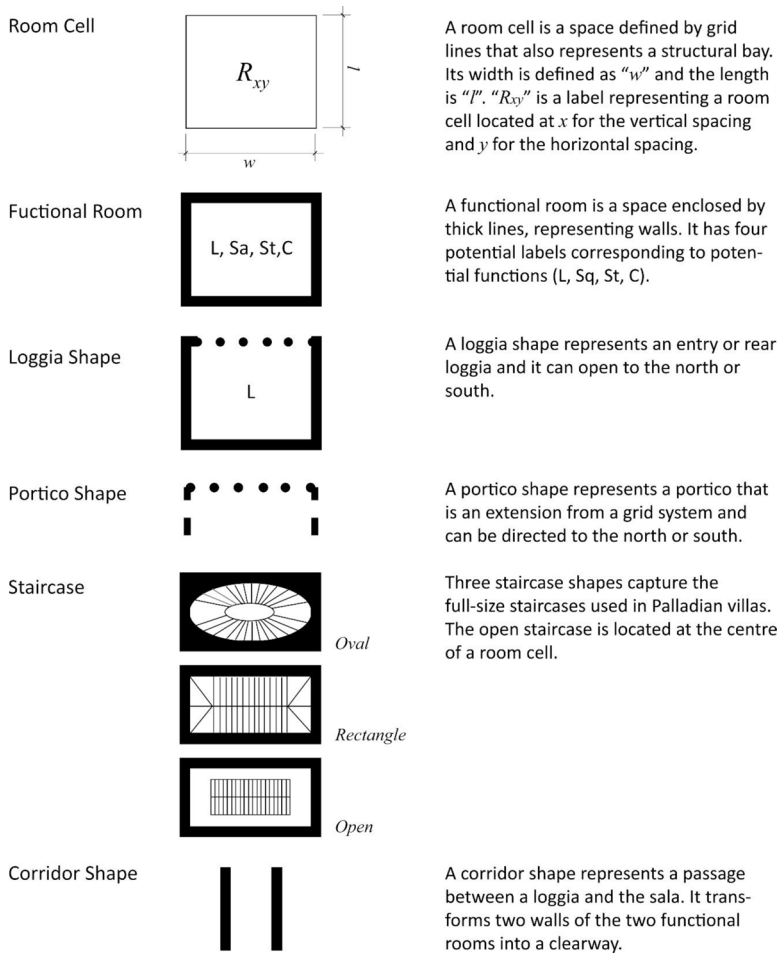 Room Cell
R_xy
l
w
A room cell is a space defined by grid
lines that also represents a structural bay.
Its width is defined as “w” and the length
is “l”. “Rxy” is a label representing a room
cell located at x for the vertical spacing
and y for the horizontal spacing.
Fuctional Room
L, Sa, St,C
A functional room is a space enclosed by
thick lines, representing walls. It has four
potential labels corresponding to poten-
tial functions (L, Sq, St, C).
Loggia Shape
L
A loggia shape represents an entry or rear
loggia and it can open to the north or
south.
Portico Shape
A portico shape represents a portico that
is an extension from a grid system and
can be directed to the north or south.
Staircase
Oval
Rectangle
Open
Three staircase shapes capture the
full-size staircases used in Palladian villas.
The open staircase is located at the centre
of a room cell.
Corridor Shape
A corridor shape represents a passage
between a loggia and the sala. It trans-
forms two walls of the two functional
rooms into a clearway.